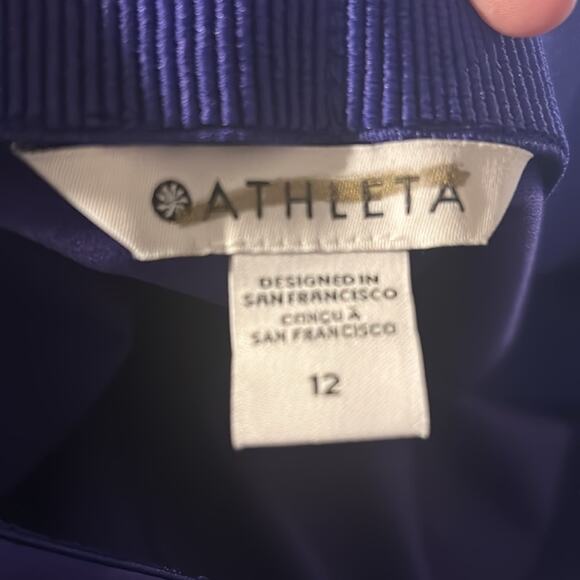 ATHLETA
DESIGNED IN
SAN FRANCISCO
CONÇU À
SAN FRANCISCO
12